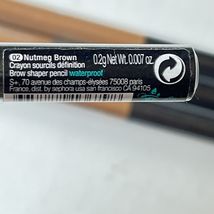 02 Nutmeg Brown
Crayon sourcils définition
Brow shaper pencil waterproof
0.2g Net Wt. 0.007 oz.
S+, 70 avenue des champs-élysées 75008 paris
France, dist. by sephora usa san francisco CA 94105